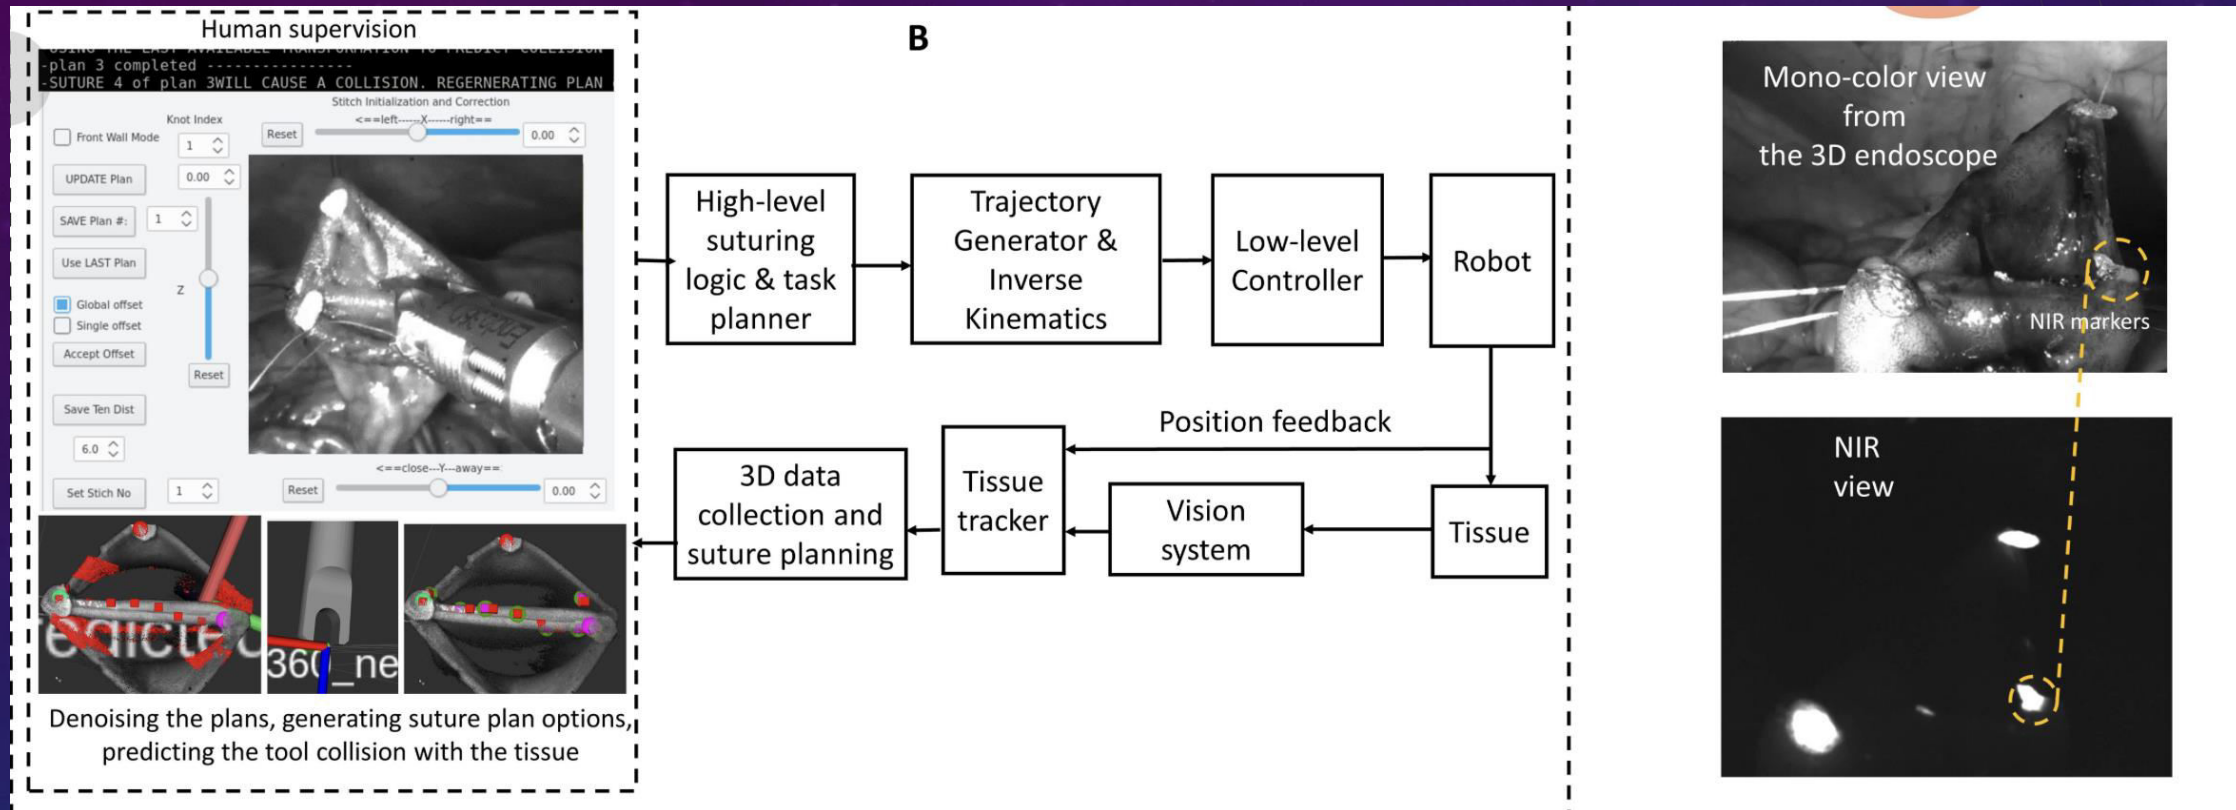 Human supervision
-plan 3 completed ----------------
-SUTURE 4 of plan 3WILL CAUSE A COLLISION. REGERNERATING PLAN
Stitch Initialization and Correction
Knot Index
<==left------X------right==
Front Wall Mode
1
Reset
0.00
UPDATE Plan
0.00
SAVE Plan #:
1
Use LAST Plan
Z
Global offset
Single offset
Accept Offset
Reset
Save Ten Dist
6.0
<==close---Y---away==
Set Stich No
1
Reset
0.00
redicted
360_ne
Denoising the plans, generating suture plan options,
predicting the tool collision with the tissue
B
High-level
suturing
logic & task
planner
Trajectory
Generator &
Inverse
Kinematics
Low-level
Controller
Robot
Position feedback
3D data
collection and
suture planning
Tissue
tracker
Vision
system
Tissue
Mono-color view
from
the 3D endoscope
NIR markers
NIR
view